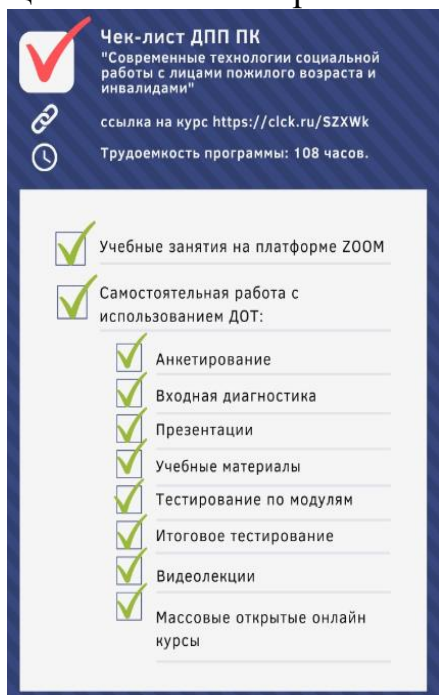 Чек-лист ДПП ПК
"Современные технологии социальной
работы с лицами пожилого возраста и
инвалидами"
ссылка на курс https://clck.ru/SZXWk
Трудоемкость программы: 108 часов.
Учебные занятия на платформе ZOOM
Самостоятельная работа с
использованием ДОТ:
Анкетирование
Входная диагностика
Презентации
Учебные материалы
Тестирование по модулям
Итоговое тестирование
Видеолекции
Массовые открытые онлайн
курсы